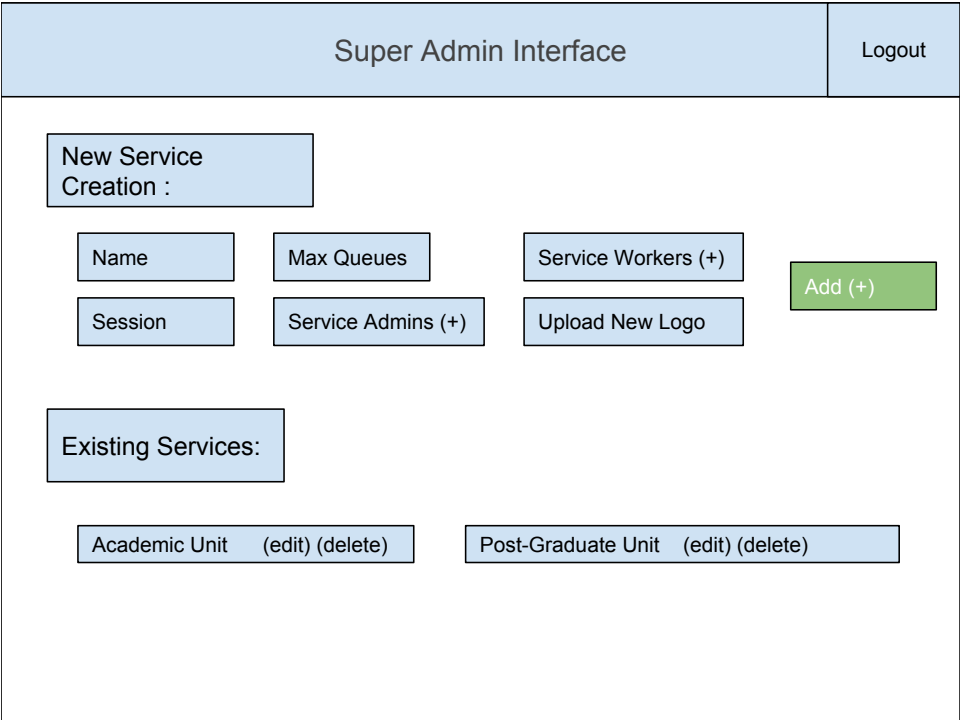 Super Admin Interface
Logout
New Service
Creation :
Name
Max Queues
Service Workers (+)
Add (+)
Session
Service Admins (+)
Upload New Logo
Existing Services:
Academic Unit (edit) (delete)
Post-Graduate Unit (edit) (delete)